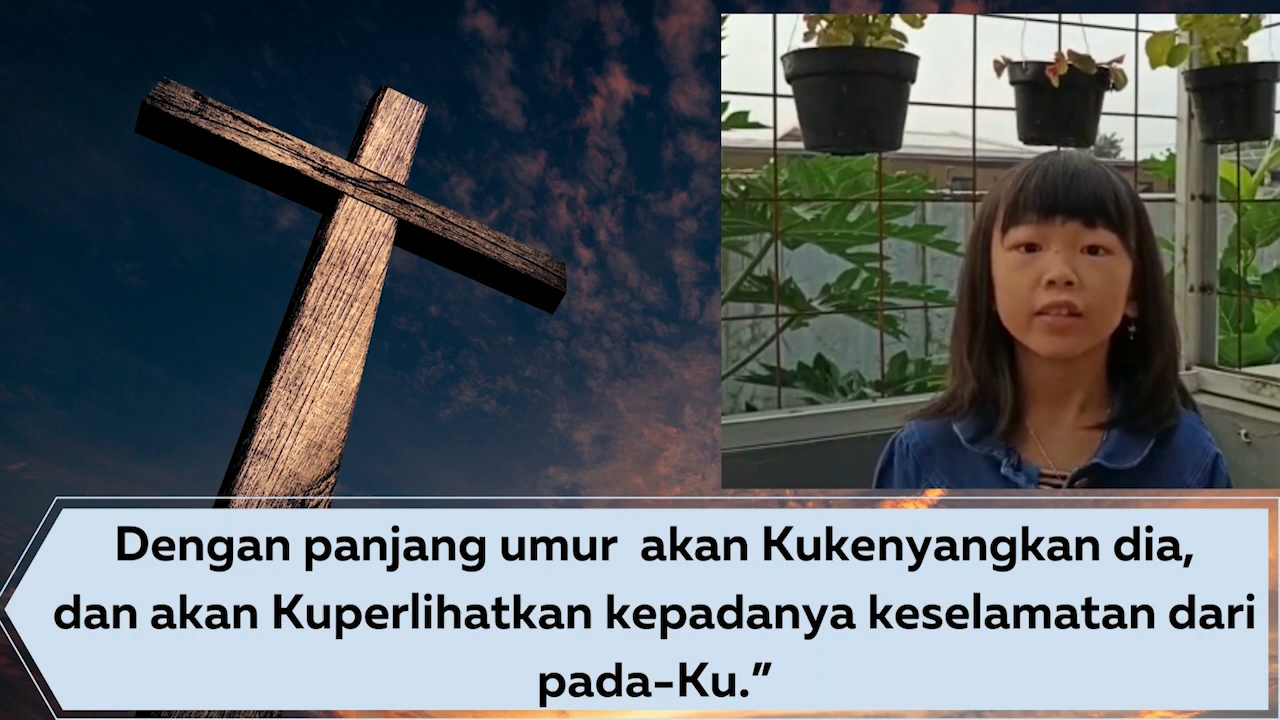 Dengan panjang umur akan Kukenyangkan dia,
dan akan Kuperlihatkan kepadanya keselamatan dari
pada-Ku.”